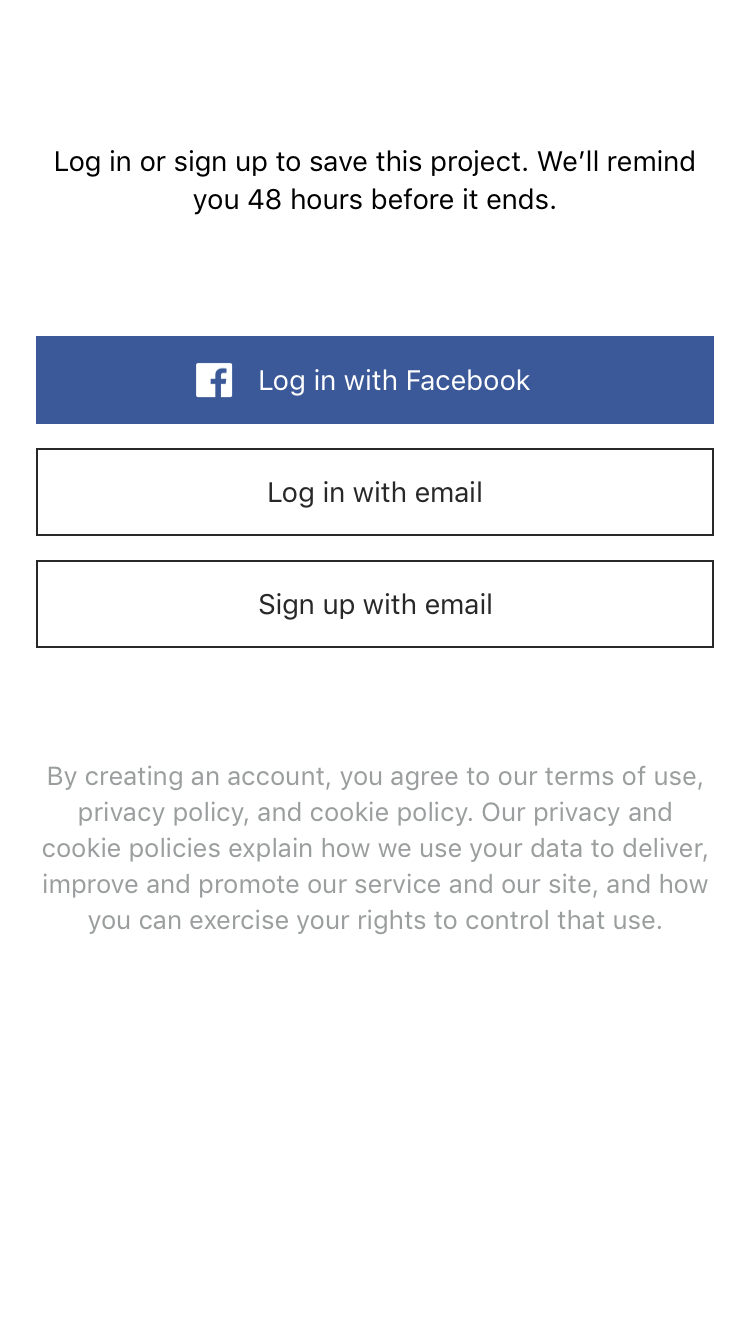 Log in or sign up to save this project. We’ll remind
you 48 hours before it ends.
Log in with Facebook
Log in with email
Sign up with email
By creating an account, you agree to our terms of use,
privacy policy, and cookie policy. Our privacy and
cookie policies explain how we use your data to deliver,
improve and promote our service and our site, and how
you can exercise your rights to control that use.